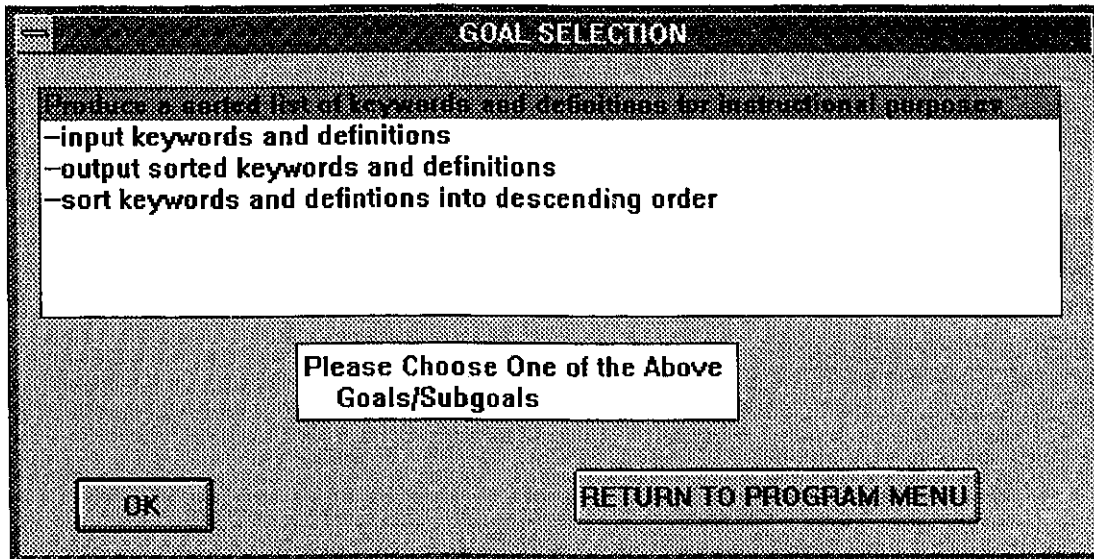 GOAL SELECTION
Produce a sorted list of keywords and definitions for instructional purposes
—input keywords and definitions
—output sorted keywords and definitions
—sort keywords and defintions into descending order
Please Choose One of the Above
Goals/Subgoals
OK
RETURN TO PROGRAM MENU